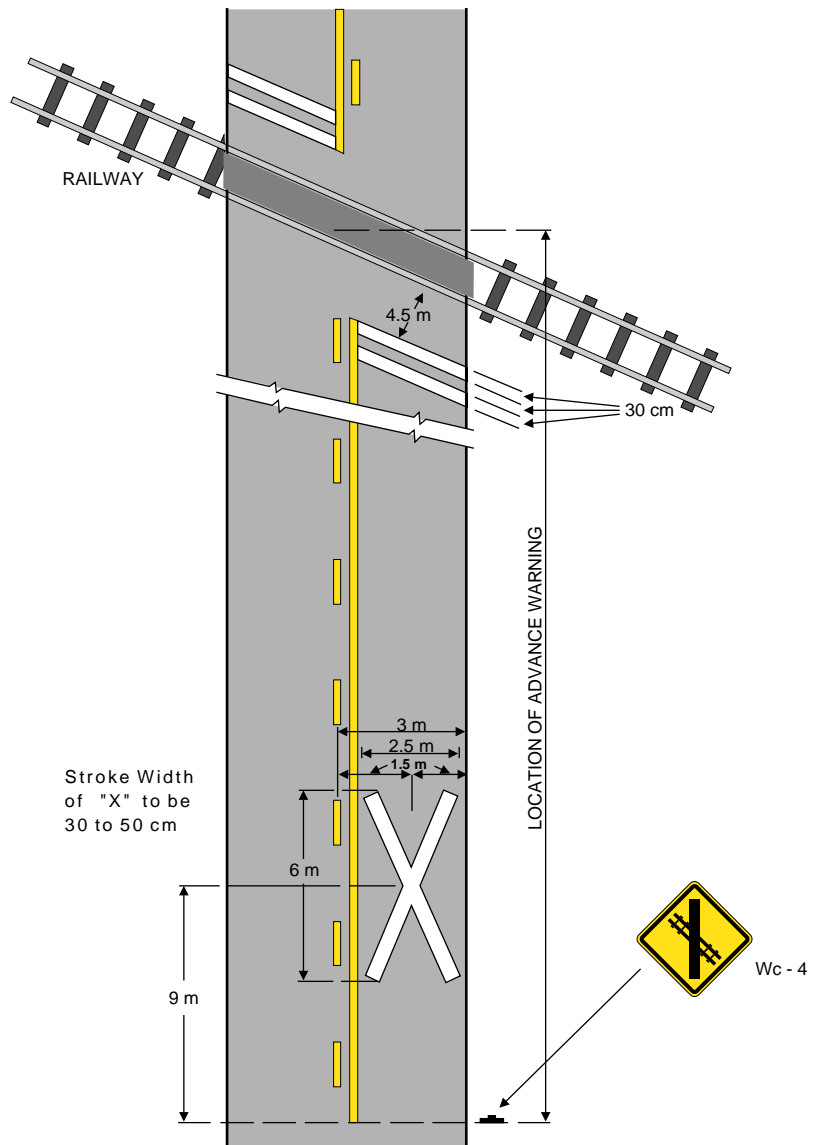 RAILWAY
4.5 m
30 cm
LOCATION OF ADVANCE WARNING
3 m
2.5 m
1.5 m
Stroke Width
of "X" to be
30 to 50 cm
6 m
9 m
Wc - 4